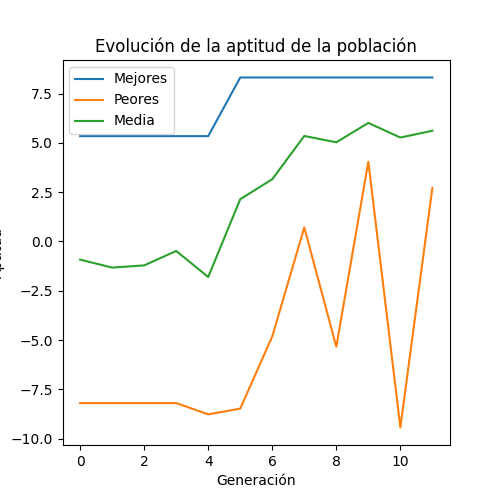 Evolución de la aptitud de la población
Mejores
Peores
Media
7.5
5.0
2.5
0.0
−2.5
−5.0
−7.5
−10.0
0 2 4 6 8 10
Generación